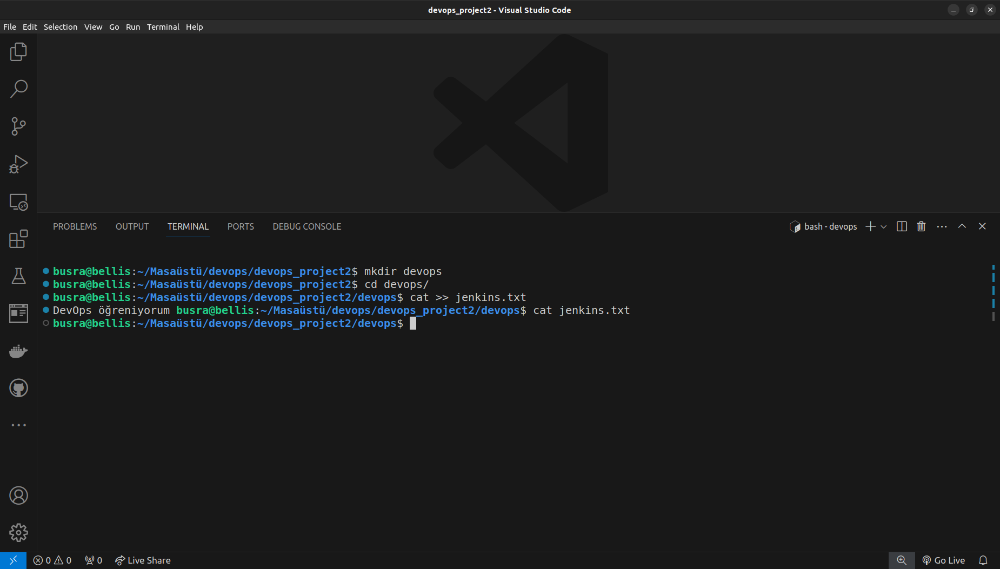 devops_project2 - Visual Studio Code
File Edit Selection View Go Run Terminal Help
PROBLEMS OUTPUT TERMINAL PORTS DEBUG CONSOLE bash - devops
busra@bellis:~/Masaüstü/devops/devops_project2$ mkdir devops
busra@bellis:~/Masaüstü/devops/devops_project2$ cd devops/
busra@bellis:~/Masaüstü/devops/devops_project2/devops$ cat >> jenkins.txt
DevOps öğreniyorum busra@bellis:~/Masaüstü/devops/devops_project2/devops$ cat jenkins.txt
busra@bellis:~/Masaüstü/devops/devops_project2/devops$
0 0 0 Live Share Go Live